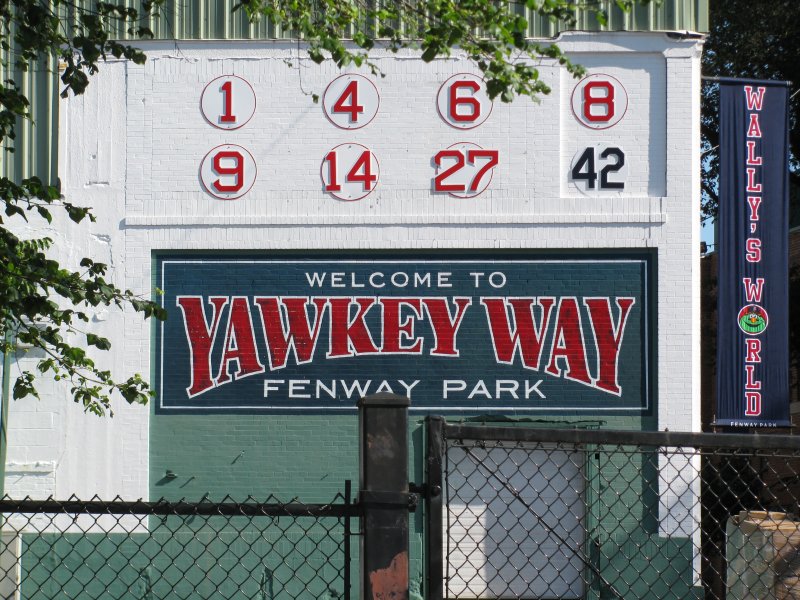 1 4 6 8
9 14 27 42
WELCOME TO
YAWKEY WAY
FENWAY PARK
WALLY'S WORLD
FENWAY PARK